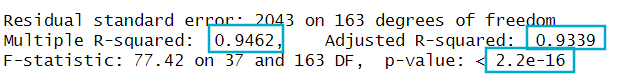 Residual standard error: 2043 on 163 degrees of freedom
Multiple R-squared: 0.9462, Adjusted R-squared: 0.9339
F-statistic: 77.42 on 37 and 163 DF, p-value: < 2.2e-16